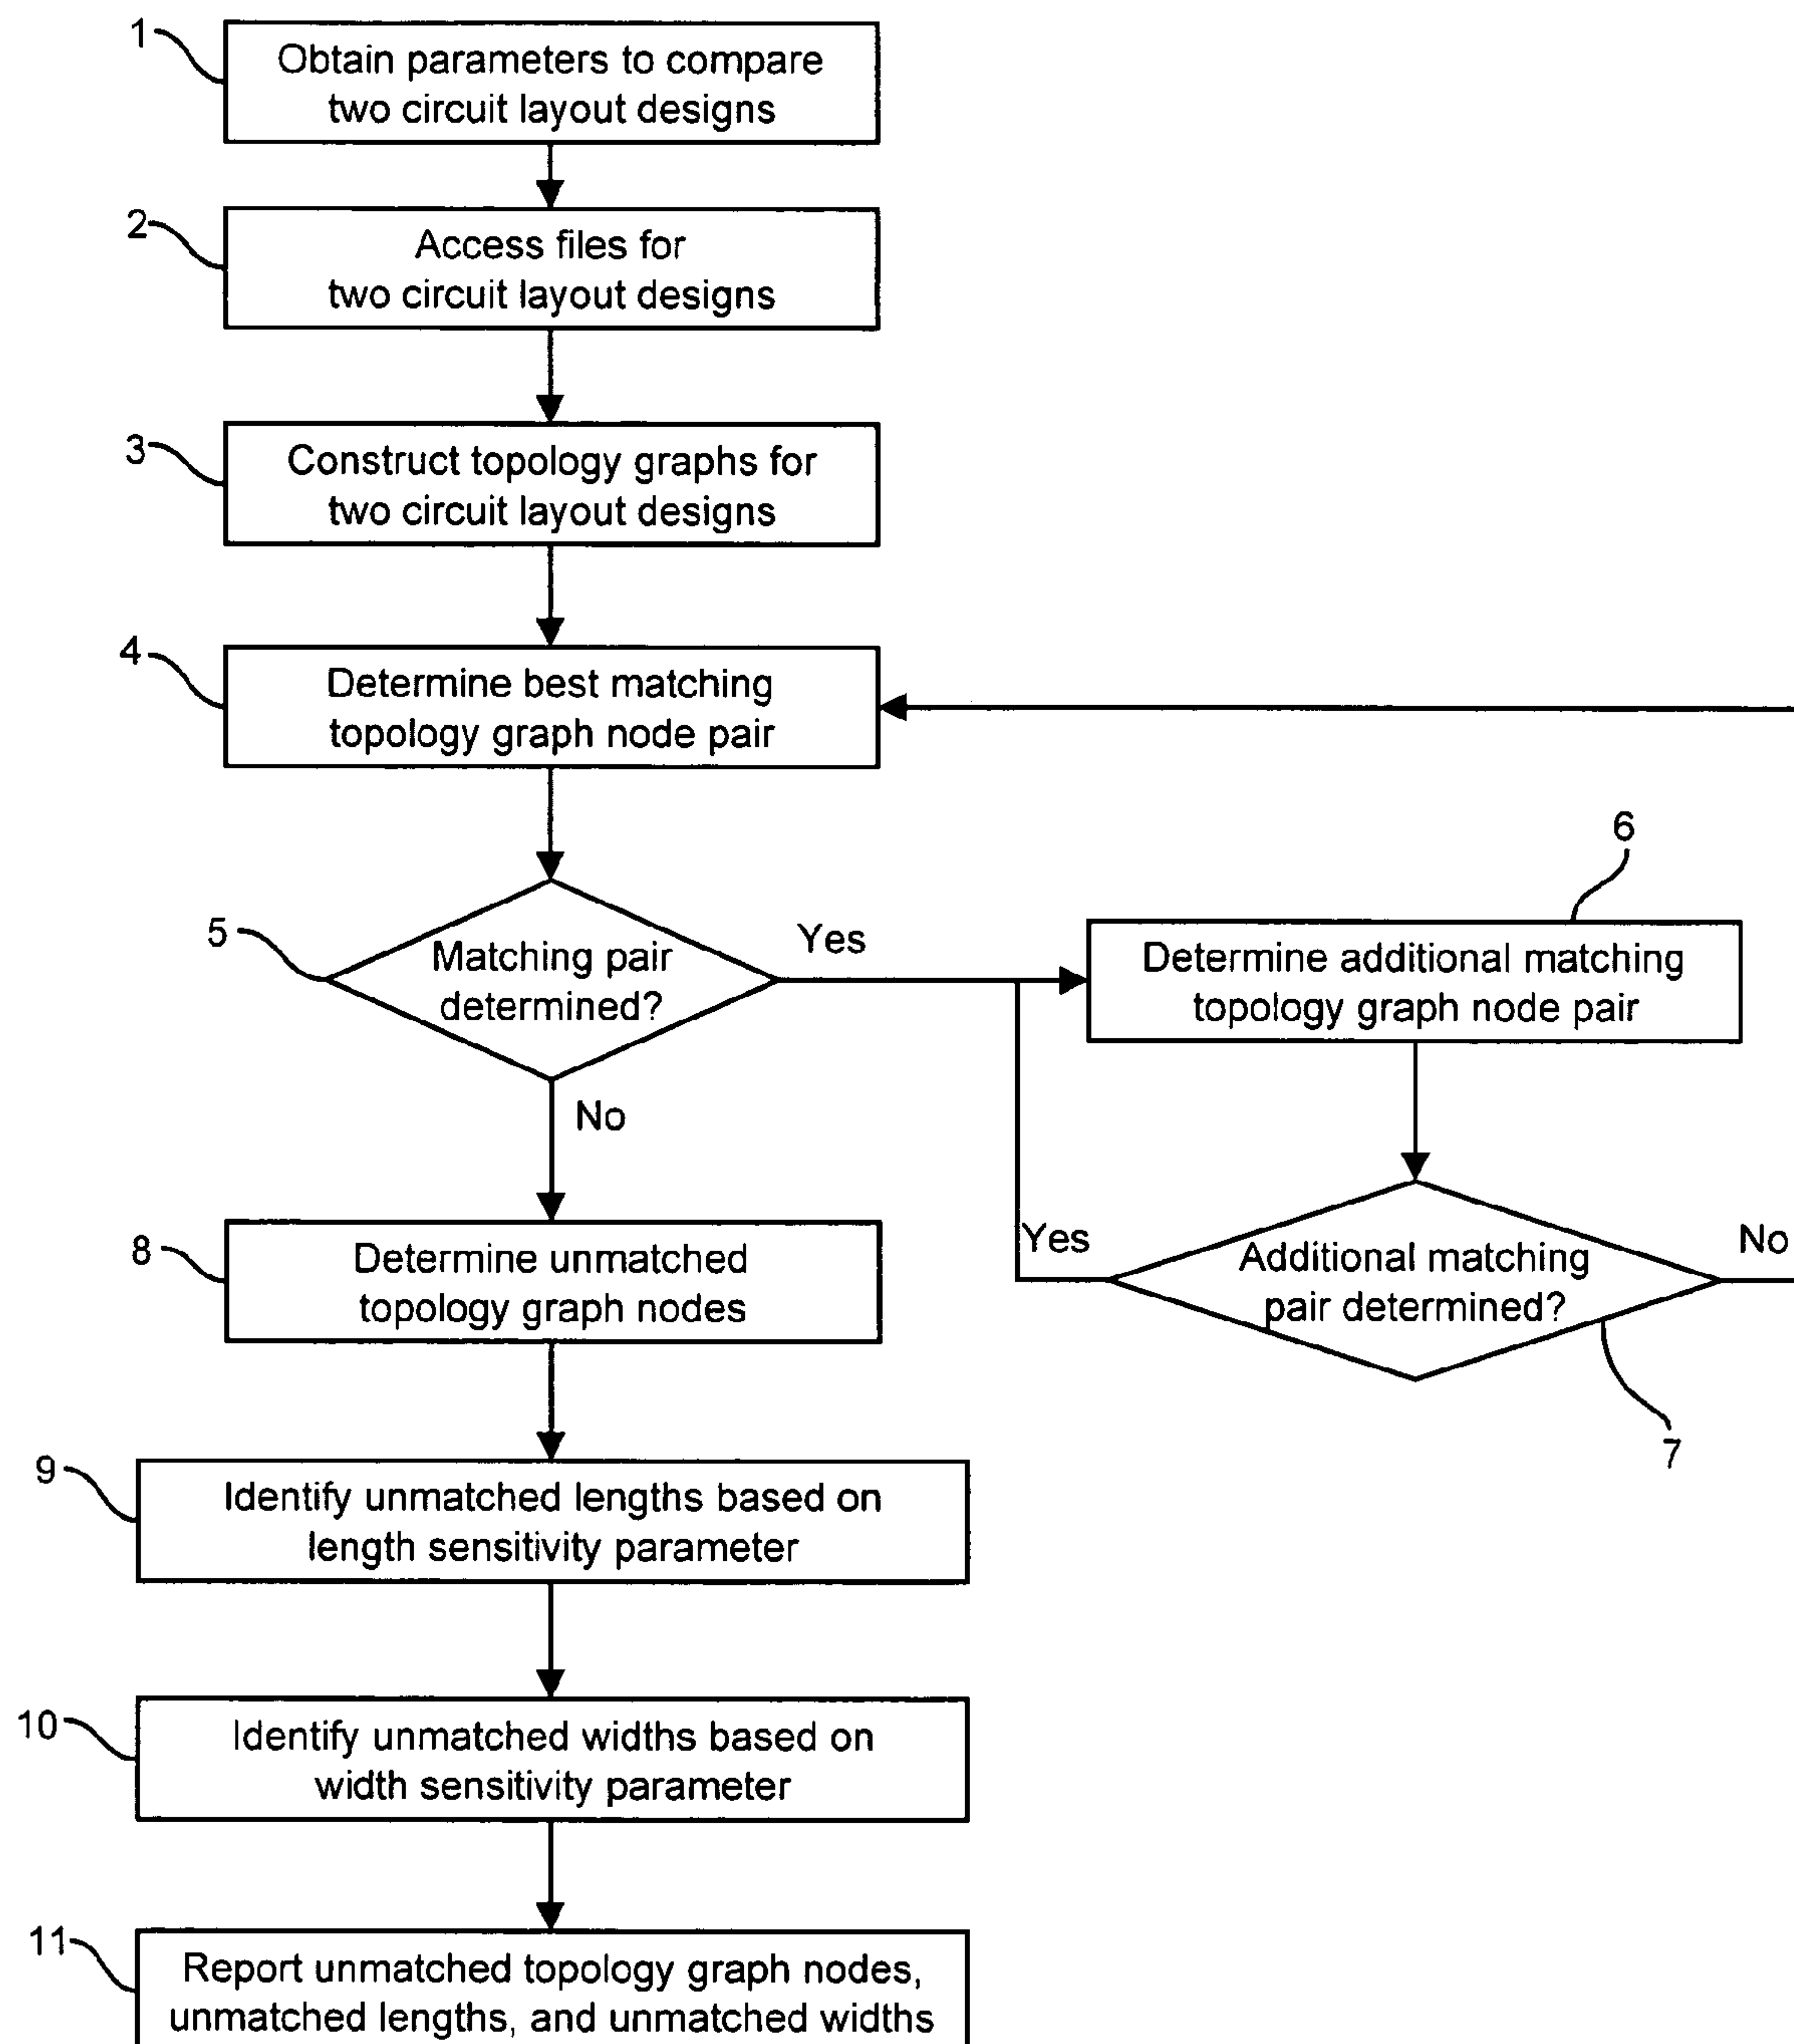 1
Obtain parameters to compare
two circuit layout designs
2
Access files for
two circuit layout designs
3
Construct topology graphs for
two circuit layout designs
4
Determine best matching
topology graph node pair
5
Matching pair
determined?
Yes
No
6
Determine additional matching
topology graph node pair
Yes
Additional matching
pair determined?
No
7
8
Determine unmatched
topology graph nodes
9
Identify unmatched lengths based on
length sensitivity parameter
10
Identify unmatched widths based on
width sensitivity parameter
11
Report unmatched topology graph nodes,
unmatched lengths, and unmatched widths